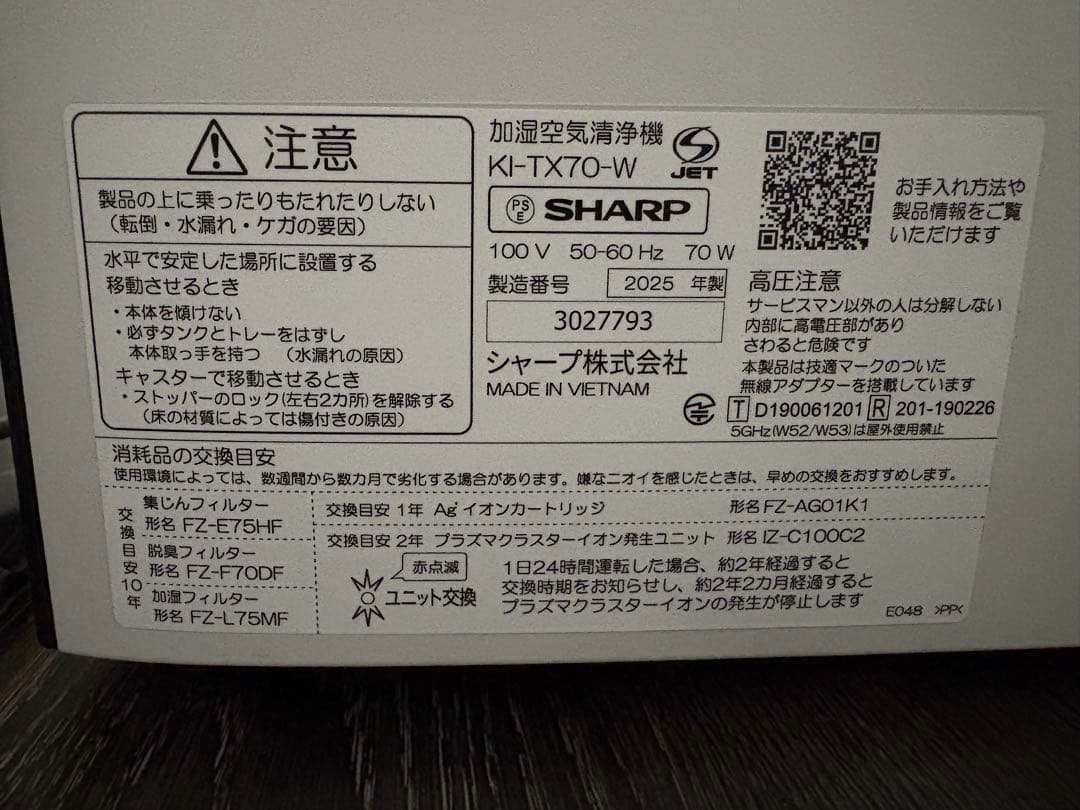 注意
製品の上に乗ったりもたれたりしない
(転倒・水漏れ・ケガの要因)
水平で安定した場所に設置する
移動させるとき
・本体を傾けない
・必ずタンクとトレーをはずし
本体取っ手を持つ (水漏れの原因)
キャスターで移動させるとき
・ストッパーのロック(左右2カ所)を解除する
(床の材質によっては傷付きの原因)
加湿空気清浄機
KI-TX70-W
JET
PSE SHARP
100 V 50-60 Hz 70 W
製造番号 2025 年製
3027793
シャープ株式会社
MADE IN VIETNAM
お手入れ方法や
製品情報をご覧
いただけます
高圧注意
サービスマン以外の人は分解しない
内部に高電圧部があり
さわると危険です
本製品は技適マークのついた
無線アダプターを搭載しています
T D190061201 R 201-190226
5GHz(W52/W53)は屋外使用禁止
消耗品の交換目安
使用環境によっては、数週間から数カ月で劣化する場合があります。嫌なニオイを感じたときは、早めの交換をおすすめします。
交換目安10年
集じんフィルター
形名 FZ-E75HF
脱臭フィルター
形名 FZ-F70DF
加湿フィルター
形名 FZ-L75MF
交換目安 1年 Ag⁺イオンカートリッジ 形名 FZ-AG01K1
交換目安 2年 プラズマクラスターイオン発生ユニット 形名 IZ-C100C2
赤点滅
ユニット交換
1日24時間運転した場合、約2年経過すると
交換時期をお知らせし、約2年2カ月経過すると
プラズマクラスターイオンの発生が停止します
E048 >PP<